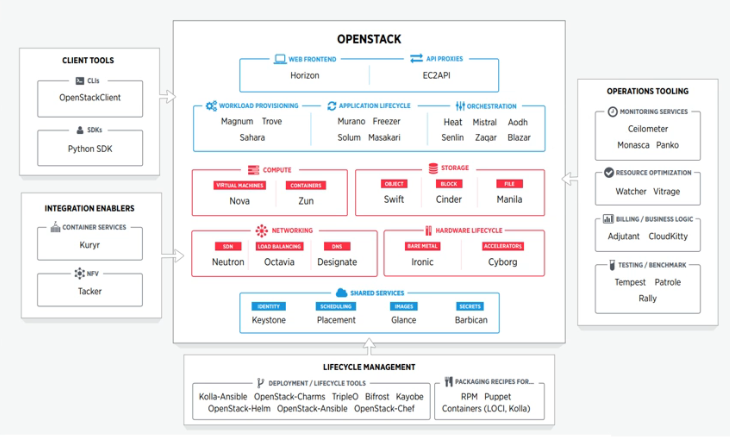 CLIENT TOOLS
CLIs
OpenStackClient
SDKs
Python SDK
INTEGRATION ENABLERS
CONTAINER SERVICES
Kuryr
NFV
Tacker
OPENSTACK
WEB FRONTEND
Horizon
API PROXIES
EC2API
WORKLOAD PROVISIONING
Magnum Trove
Sahara
APPLICATION LIFECYCLE
Murano Freezer
Solum Masakari
ORCHESTRATION
Heat Mistral Aodh
Senlin Zaqar Blazar
COMPUTE
VIRTUAL MACHINES
Nova
CONTAINERS
Zun
STORAGE
OBJECT
Swift
BLOCK
Cinder
FILE
Manila
NETWORKING
SDN
Neutron
LOAD BALANCING
Octavia
DNS
Designate
HARDWARE LIFECYCLE
BARE METAL
Ironic
ACCELERATORS
Cyborg
SHARED SERVICES
IDENTITY
Keystone
SCHEDULING
Placement
IMAGES
Glance
SECRETS
Barbican
OPERATIONS TOOLING
MONITORING SERVICES
Ceilometer
Monasca Panko
RESOURCE OPTIMIZATION
Watcher Vitrage
BILLING / BUSINESS LOGIC
Adjutant CloudKitty
TESTING / BENCHMARK
Tempest Patrole
Rally
LIFECYCLE MANAGEMENT
DEPLOYMENT / LIFECYCLE TOOLS
Kolla-Ansible OpenStack-Charms TripleO Bifrost Kayobe
OpenStack-Helm OpenStack-Ansible OpenStack-Chef
PACKAGING RECIPES FOR...
RPM Puppet
Containers (LOCI, Kolla)